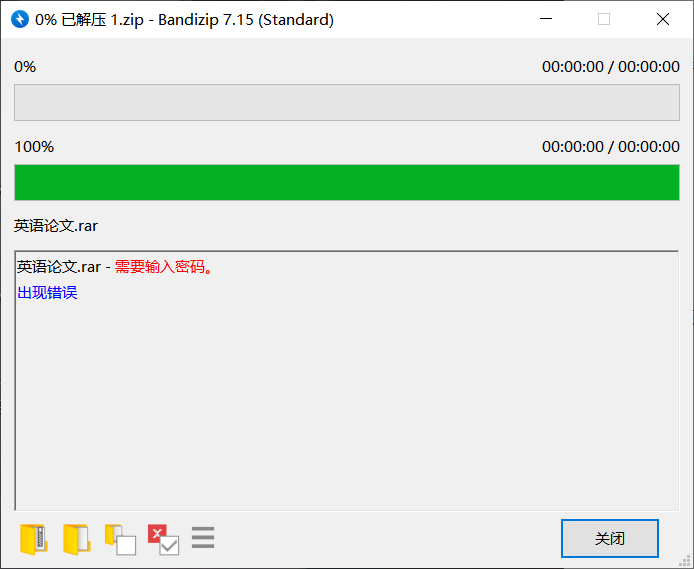 0% 已解压 1.zip - Bandizip 7.15 (Standard)
0% 00:00:00 / 00:00:00
100% 00:00:00 / 00:00:00
英语论文.rar
英语论文.rar - 需要输入密码。
出现错误
关闭